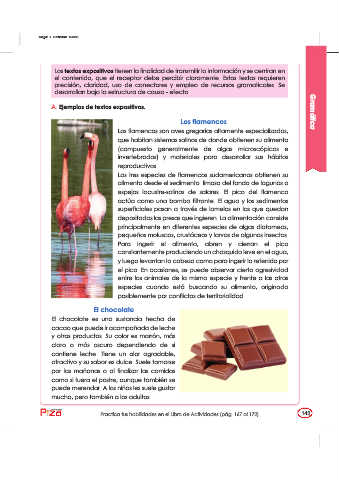 Los textos expositivos tienen la finalidad de transmitir la información y se centran en
el contenido, que el receptor debe percibir claramente. Estos textos requieren
precisión, claridad, uso de conectores y empleo de recursos gramaticales. Se
desarrollan bajo la estructura de causa - efecto.
Gramática
A. Ejemplos de textos expositivos.
Los flamencos
Los flamencos son aves gregarias altamente especializadas,
que habitan sistemas salinos de donde obtienen su alimento
(compuesto generalmente de algas microscópicas e
invertebrados) y materiales para desarrollar sus hábitos
reproductivos.
Las tres especies de flamencos sudamericanos obtienen su
alimento desde el sedimento limoso del fondo de lagunas o
espejos lacustre-salinos de salares. El pico del flamenco
actúa como una bomba filtrante. El agua y los sedimentos
superficiales pasan a través de lamelas en las que quedan
depositadas las presas que ingieren. La alimentación consiste
principalmente en diferentes especies de algas diatomeas,
pequeños moluscos, crustáceos y larvas de algunos insectos.
Para ingerir el alimento, abren y cierran el pico
constantemente produciendo un chasquido leve en el agua,
y luego levantan la cabeza como para ingerir lo retenido por
el pico. En ocasiones, se puede observar cierta agresividad
entre los animales de la misma especie y frente a las otras
especies cuando está buscando su alimento, originada
posiblemente por conflictos de territorialidad.
El chocolate
El chocolate es una sustancia hecha de
cacao que puede ir acompañada de leche
y otros productos. Su color es marrón, más
claro o más oscuro dependiendo de si
contiene leche. Tiene un olor agradable,
atractivo y su sabor es dulce. Suele tomarse
por las mañanas o al finalizar las comidas
como si fuera el postre, aunque también se
puede merendar. A los niños les suele gustar
mucho, pero también a los adultos.
Practica tus habilidades en el Libro de Actividades (pág. 167 al 173)
145